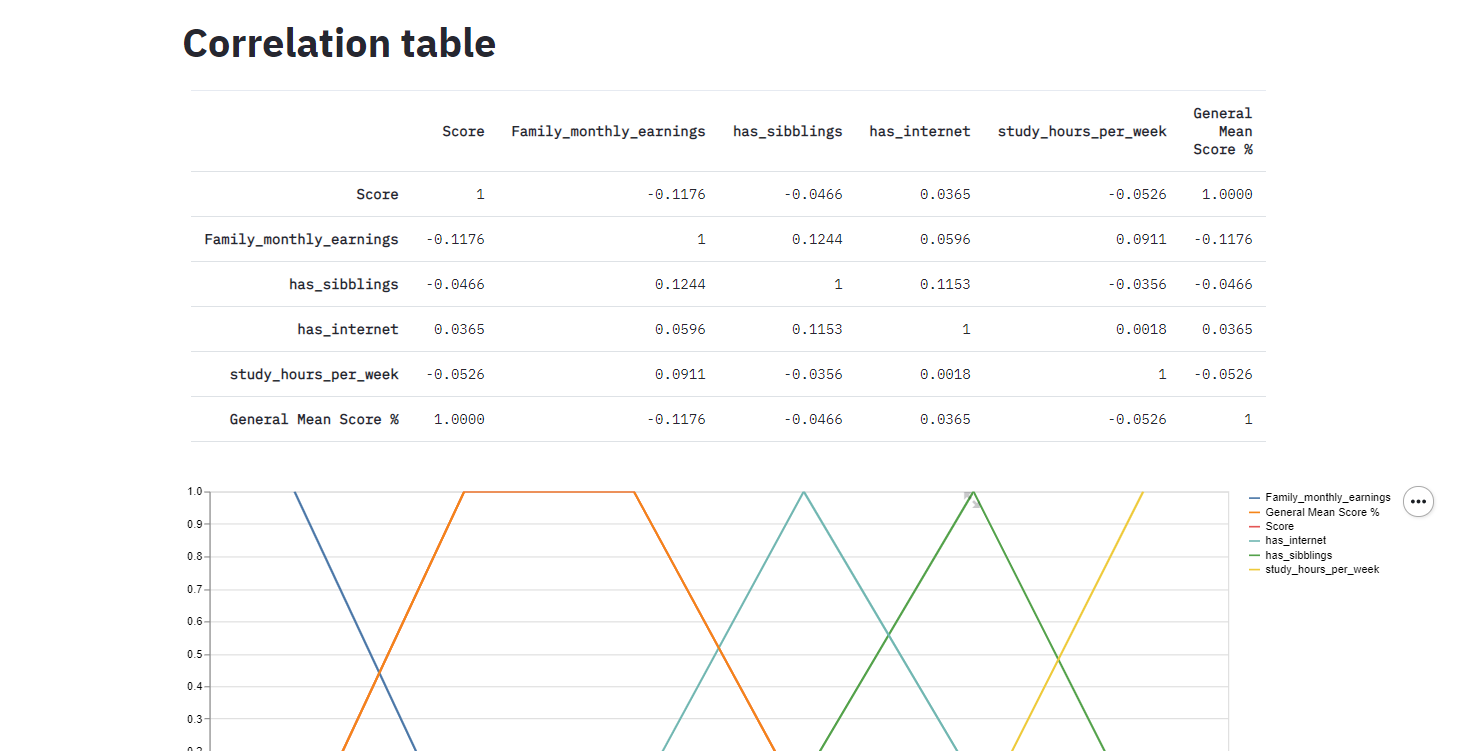 Correlation table
Score Family_monthly_earnings has_sibblings has_internet study_hours_per_week General Mean Score %
Score 1 -0.1176 -0.0466 0.0365 -0.0526 1.0000
Family_monthly_earnings -0.1176 1 0.1244 0.0596 0.0911 -0.1176
has_sibblings -0.0466 0.1244 1 0.1153 -0.0356 -0.0466
has_internet 0.0365 0.0596 0.1153 1 0.0018 0.0365
study_hours_per_week -0.0526 0.0911 -0.0356 0.0018 1 -0.0526
General Mean Score % 1.0000 -0.1176 -0.0466 0.0365 -0.0526 1
1.0
0.9
0.8
0.7
0.6
0.5
0.4
0.3
Family_monthly_earnings
General Mean Score %
Score
has_internet
has_sibblings
study_hours_per_week